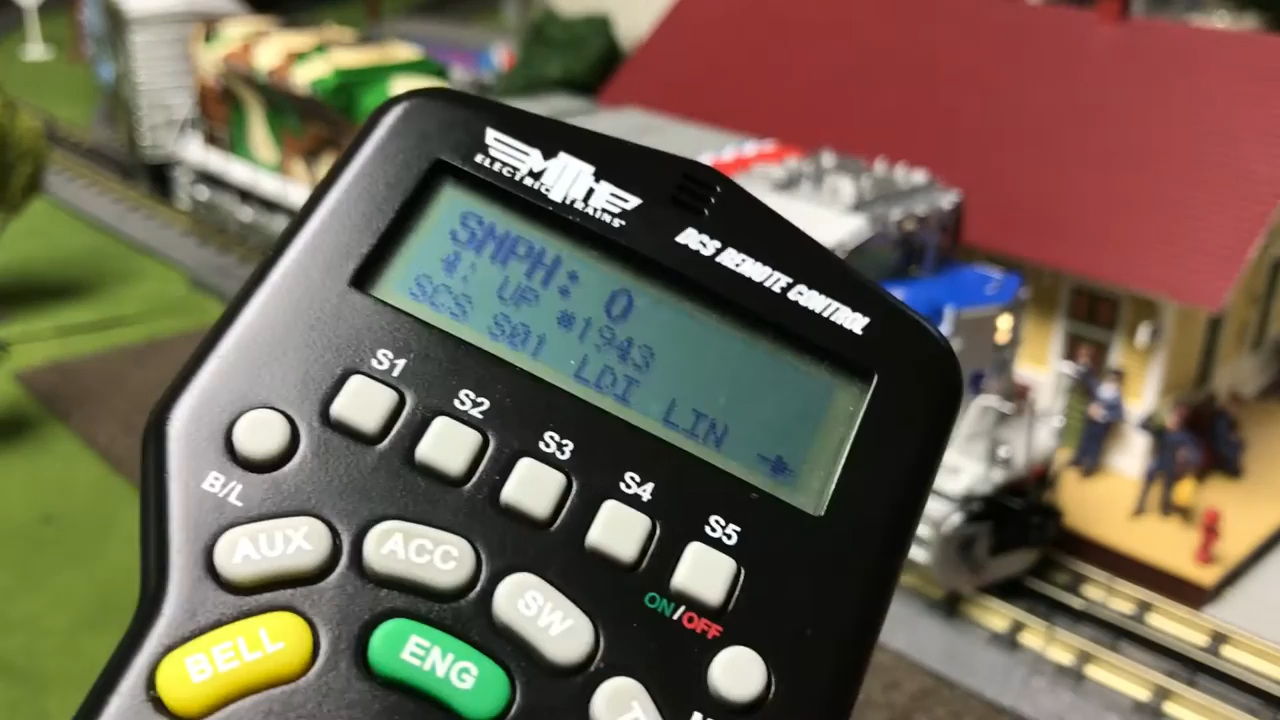 MTH
ELECTRIC TRAINS
DCS REMOTE CONTROL
SMPH: 0
4: UP #1943
SCS S01 LDI LIN
S1
S2
S3
S4
S5
B/L
ON/OFF
AUX
ACC
SW
BELL
ENG